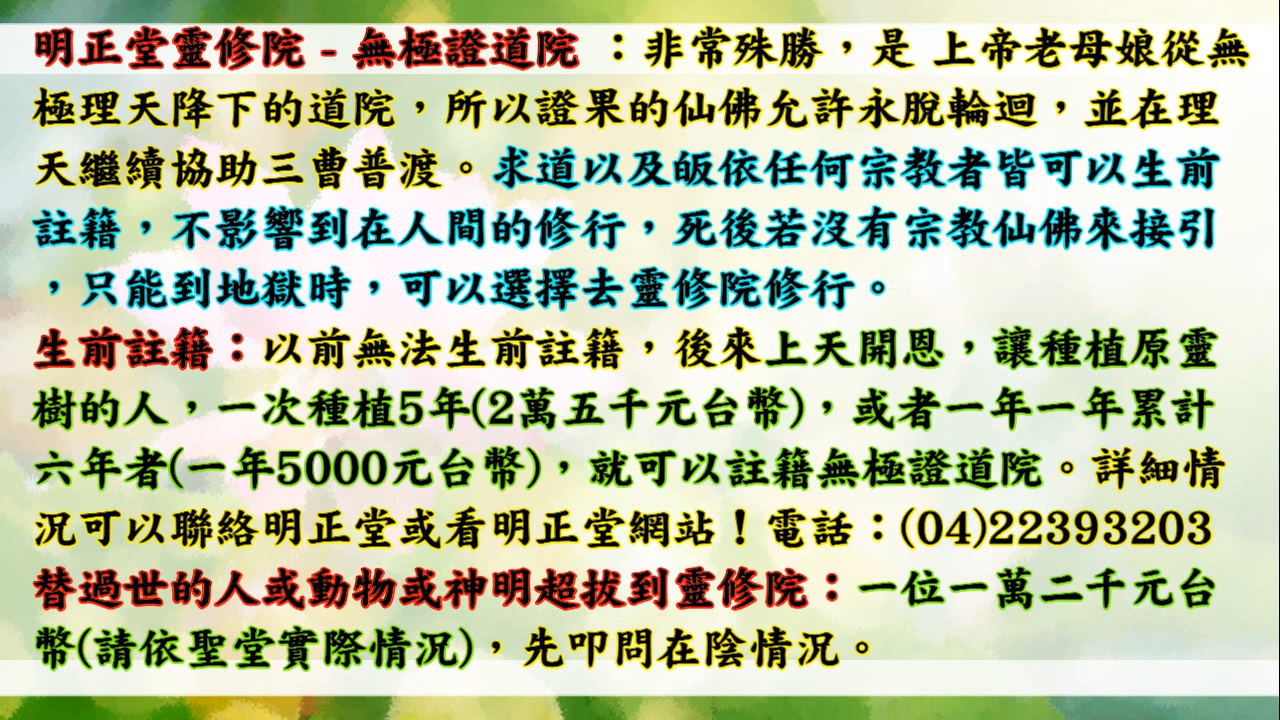 明正堂靈修院 - 無極證道院 ：非常殊勝，是 上帝老母娘從無
極理天降下的道院，所以證果的仙佛允許永脫輪迴，並在理
天繼續協助三曹普渡。求道以及皈依任何宗教者皆可以生前
註籍，不影響到在人間的修行，死後若沒有宗教仙佛來接引
，只能到地獄時，可以選擇去靈修院修行。
生前註籍：以前無法生前註籍，後來上天開恩，讓種植原靈
樹的人，一次種植5年(2萬五千元台幣)，或者一年一年累計
六年者(一年5000元台幣)，就可以註籍無極證道院。詳細情
況可以聯絡明正堂或看明正堂網站！電話：(04)22393203
替過世的人或動物或神明超拔到靈修院：一位一萬二千元台
幣(請依聖堂實際情況)，先叩問在陰情況。